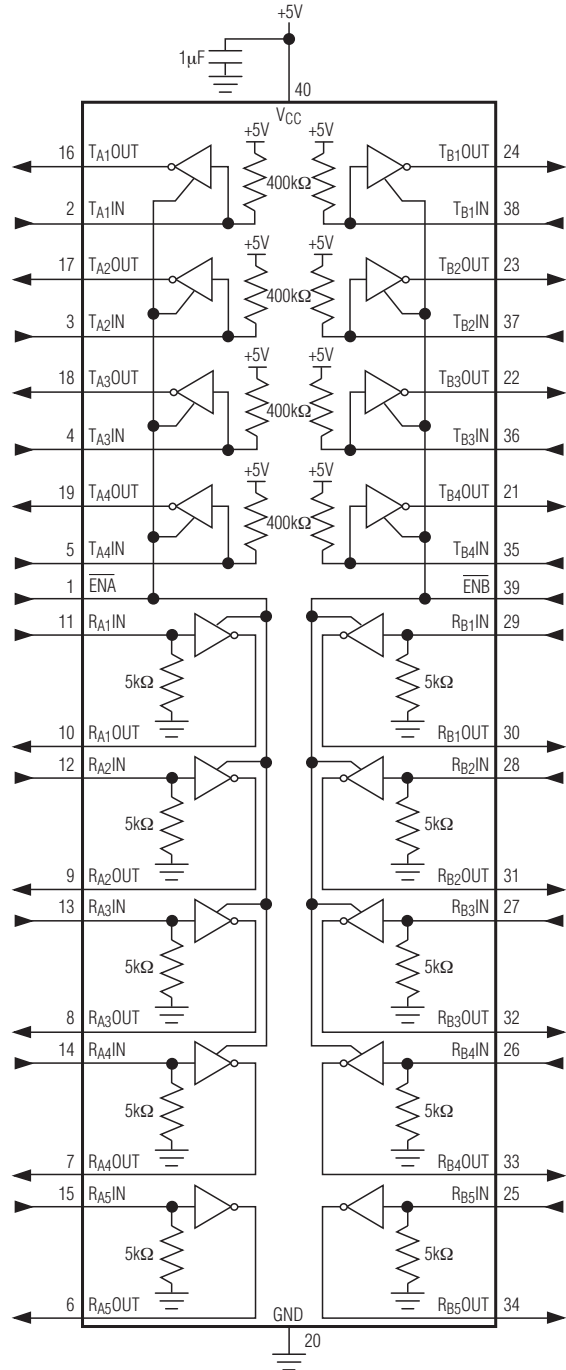 +5V
1μF
40
VCC
16 TA1OUT +5V +5V TB1OUT 24
400kΩ
2 TA1IN TB1IN 38
17 TA2OUT +5V +5V TB2OUT 23
400kΩ
3 TA2IN TB2IN 37
18 TA3OUT +5V +5V TB3OUT 22
400kΩ
4 TA3IN TB3IN 36
19 TA4OUT +5V +5V TB4OUT 21
400kΩ
5 TA4IN TB4IN 35
1 ENA ENB 39
11 RA1IN RB1IN 29
5kΩ 5kΩ
10 RA1OUT RB1OUT 30
12 RA2IN RB2IN 28
5kΩ 5kΩ
9 RA2OUT RB2OUT 31
13 RA3IN RB3IN 27
5kΩ 5kΩ
8 RA3OUT RB3OUT 32
14 RA4IN RB4IN 26
5kΩ 5kΩ
7 RA4OUT RB4OUT 33
15 RA5IN RB5IN 25
5kΩ 5kΩ
6 RA5OUT GND RB5OUT 34
20